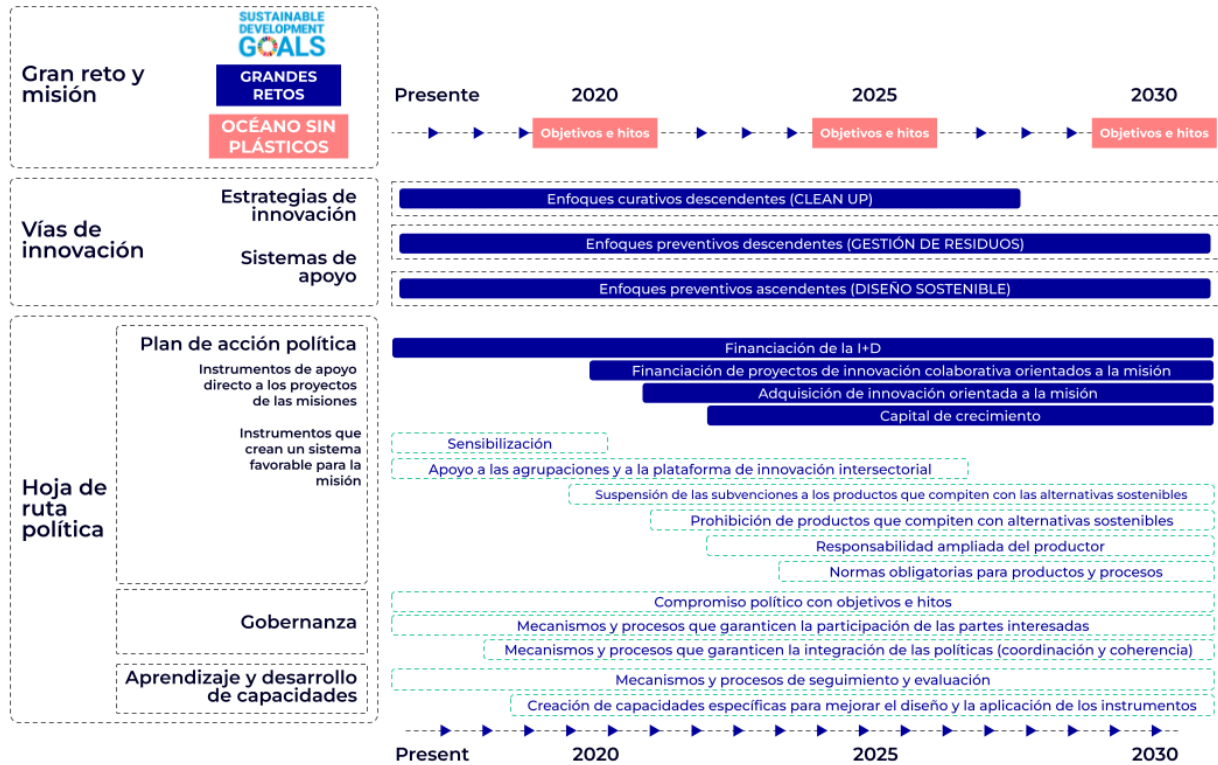 SUSTAINABLE
DEVELOPMENT
GOALS
Gran reto y
misión
GRANDES
RETOS
OCÉANO SIN
PLÁSTICOS
Presente
2020
2025
2030
Objetivos e hitos
Objetivos e hitos
Objetivos e hitos
Vías de
innovación
Estrategias de
innovación
Sistemas de
apoyo
Enfoques curativos descendentes (CLEAN UP)
Enfoques preventivos descendentes (GESTIÓN DE RESIDUOS)
Enfoques preventivos ascendentes (DISEÑO SOSTENIBLE)
Hoja de
ruta
política
Plan de acción política
Instrumentos de apoyo
directo a los proyectos
de las misiones
Instrumentos que
crean un sistema
favorable para la
misión
Financiación de la I+D
Financiación de proyectos de innovación colaborativa orientados a la misión
Adquisición de innovación orientada a la misión
Capital de crecimiento
Sensibilización
Apoyo a las agrupaciones y a la plataforma de innovación intersectorial
Suspensión de las subvenciones a los productos que compiten con las alternativas sostenibles
Prohibición de productos que compiten con alternativas sostenibles
Responsabilidad ampliada del productor
Normas obligatorias para productos y procesos
Gobernanza
Compromiso político con objetivos e hitos
Mecanismos y procesos que garanticen la participación de las partes interesadas
Mecanismos y procesos que garanticen la integración de las políticas (coordinación y coherencia)
Aprendizaje y desarrollo
de capacidades
Mecanismos y procesos de seguimiento y evaluación
Creación de capacidades específicas para mejorar el diseño y la aplicación de los instrumentos
Present
2020
2025
2030